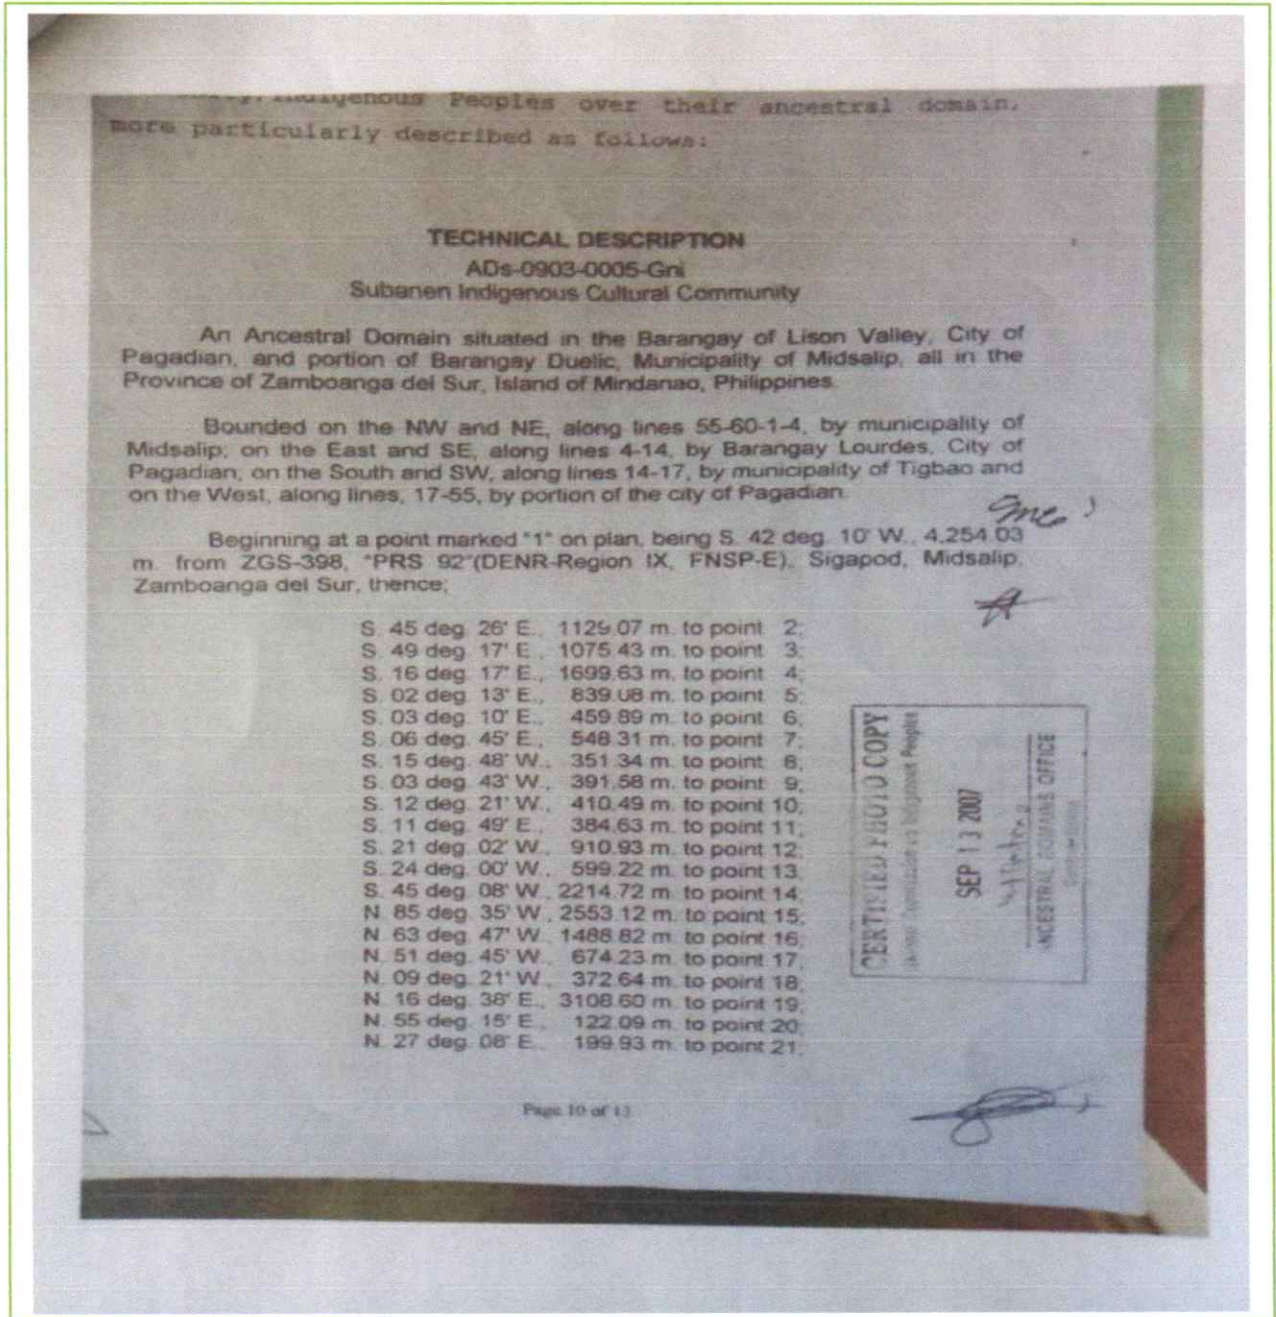 Indigenous Peoples over their ancestral domain,
more particularly described as follows:
TECHNICAL DESCRIPTION
ADs-0903-0005-Gni
Subanen Indigenous Cultural Community
An Ancestral Domain situated in the Barangay of Lison Valley, City of
Pagadian, and portion of Barangay Duelic, Municipality of Midsalip, all in the
Province of Zamboanga del Sur, Island of Mindanao, Philippines.
Bounded on the NW and NE, along lines 55-60-1-4, by municipality of
Midsalip; on the East and SE, along lines 4-14, by Barangay Lourdes, City of
Pagadian, on the South and SW, along lines 14-17, by municipality of Tigbao and
on the West, along lines, 17-55, by portion of the city of Pagadian.
Beginning at a point marked "1" on plan, being S. 42 deg. 10' W., 4,254.03
m. from ZGS-398, "PRS 92"(DENR-Region IX, FNSP-E), Sigapod, Midsalip,
Zamboanga del Sur, thence;
S. 45 deg. 26' E., 1129.07 m. to point 2;
S. 49 deg. 17' E., 1075.43 m. to point 3;
S. 16 deg. 17' E., 1699.63 m. to point 4;
S. 02 deg. 13' E., 839.08 m. to point 5;
S. 03 deg. 10' E., 459.89 m. to point 6;
S. 06 deg. 45' E., 548.31 m. to point 7;
S. 15 deg. 48' W., 351.34 m. to point 8;
S. 03 deg. 43' W., 391.58 m. to point 9;
S. 12 deg. 21' W., 410.49 m. to point 10;
S. 11 deg. 49' E., 384.63 m. to point 11;
S. 21 deg. 02' W., 910.93 m. to point 12;
S. 24 deg. 00' W., 599.22 m. to point 13;
S. 45 deg. 08' W., 2214.72 m. to point 14;
N. 85 deg. 35' W., 2553.12 m. to point 15;
N. 63 deg. 47' W., 1488.82 m. to point 16;
N. 51 deg. 45' W., 674.23 m. to point 17;
N. 09 deg. 21' W., 372.64 m. to point 18;
N. 16 deg. 38' E., 3108.60 m. to point 19;
N. 55 deg. 15' E., 122.09 m. to point 20;
N. 27 deg. 08' E., 199.93 m. to point 21;
CERTIFIED PHOTO COPY
Commission on Indigenous Peoples
SEP 13 2007
ANCESTRAL DOMAINS OFFICE
Page 10 of 13